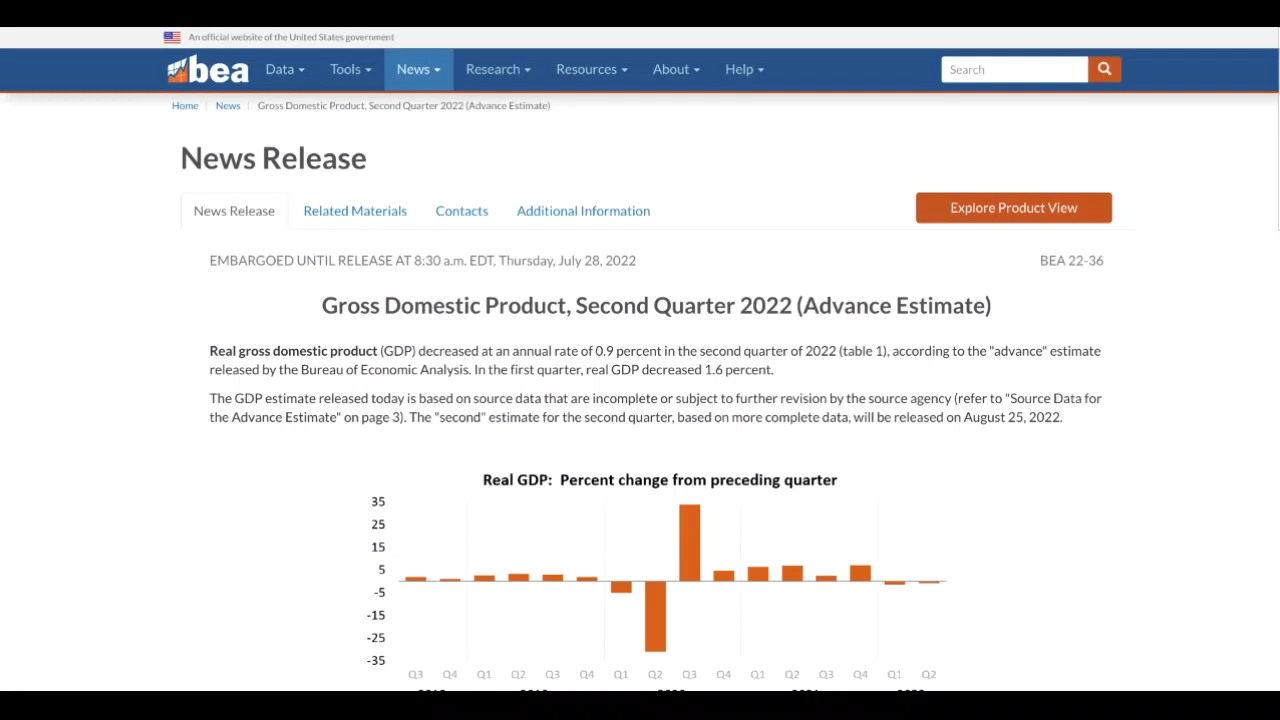 An official website of the United States government
bea
Data Tools News Research Resources About Help
Search
Home News Gross Domestic Product, Second Quarter 2022 (Advance Estimate)
News Release
News Release Related Materials Contacts Additional Information
Explore Product View
EMBARGOED UNTIL RELEASE AT 8:30 a.m. EDT, Thursday, July 28, 2022
BEA 22-36
Gross Domestic Product, Second Quarter 2022 (Advance Estimate)
Real gross domestic product (GDP) decreased at an annual rate of 0.9 percent in the second quarter of 2022 (table 1), according to the "advance" estimate
released by the Bureau of Economic Analysis. In the first quarter, real GDP decreased 1.6 percent.
The GDP estimate released today is based on source data that are incomplete or subject to further revision by the source agency (refer to "Source Data for
the Advance Estimate" on page 3). The "second" estimate for the second quarter, based on more complete data, will be released on August 25, 2022.
Real GDP: Percent change from preceding quarter
35
25
15
5
-5
-15
-25
-35
Q3 Q4 Q1 Q2 Q3 Q4 Q1 Q2 Q3 Q4 Q1 Q2 Q3 Q4 Q1 Q2